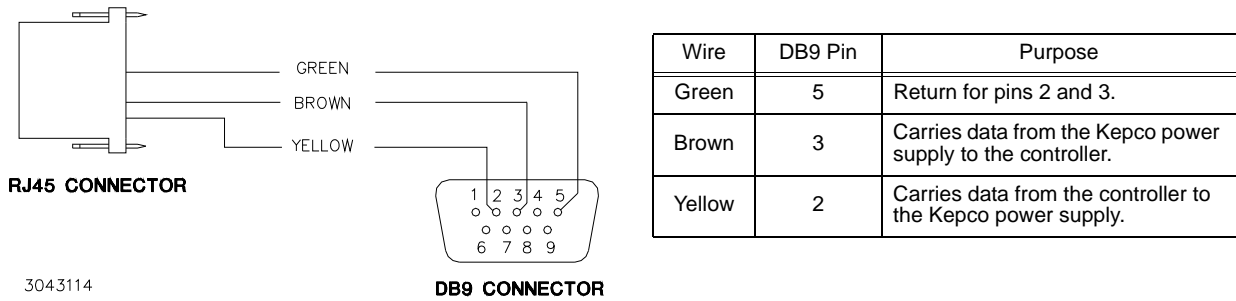 GREEN
BROWN
YELLOW
RJ45 CONNECTOR
1 2 3 4 5
6 7 8 9
DB9 CONNECTOR
3043114
Wire DB9 Pin Purpose
Green 5 Return for pins 2 and 3.
Brown 3 Carries data from the Kepco power
supply to the controller.
Yellow 2 Carries data from the controller to
the Kepco power supply.